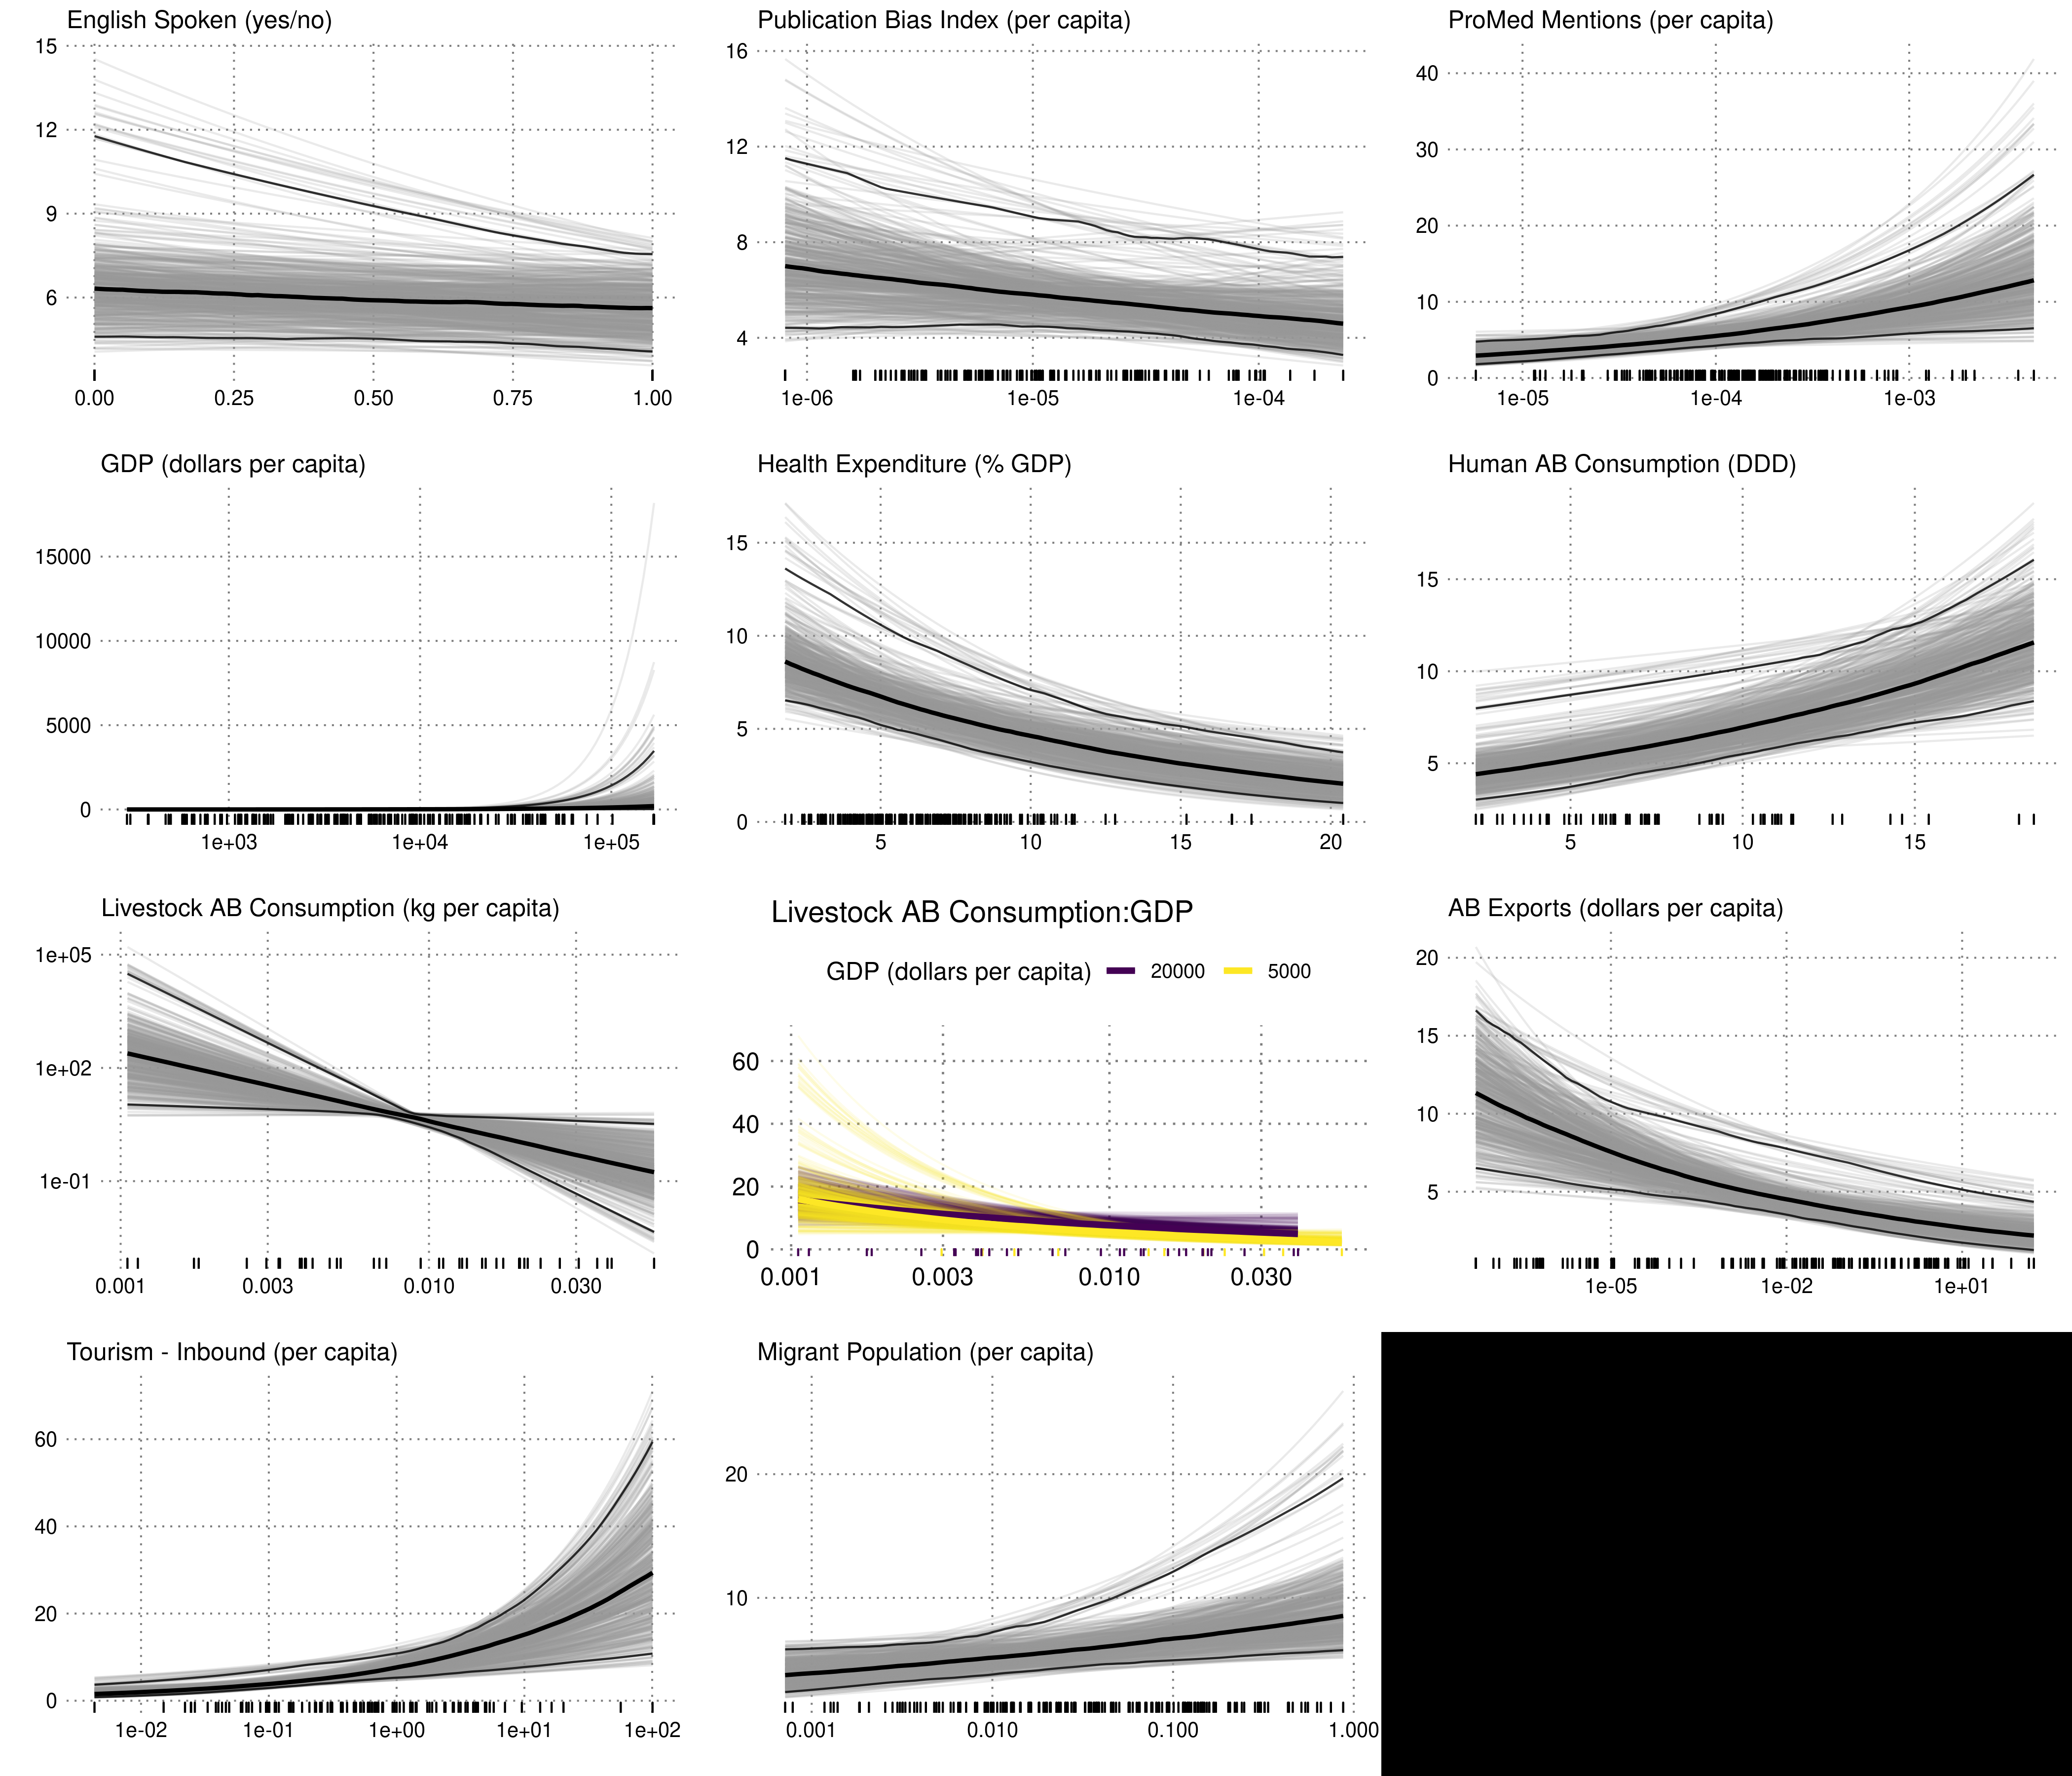 English Spoken (yes/no)
15
12
9
6
0.00 0.25 0.50 0.75 1.00
Publication Bias Index (per capita)
16
12
8
4
1e-06 1e-05 1e-04
ProMed Mentions (per capita)
40
30
20
10
0
1e-05 1e-04 1e-03
GDP (dollars per capita)
15000
10000
5000
0
1e+03 1e+04 1e+05
Health Expenditure (% GDP)
15
10
5
0
5 10 15 20
Human AB Consumption (DDD)
15
10
5
5 10 15
Livestock AB Consumption (kg per capita)
1e+05
1e+02
1e-01
0.001 0.003 0.010 0.030
Livestock AB Consumption:GDP
GDP (dollars per capita) 20000 5000
60
40
20
0
0.001 0.003 0.010 0.030
AB Exports (dollars per capita)
20
15
10
5
1e-05 1e-02 1e+01
Tourism - Inbound (per capita)
60
40
20
0
1e-02 1e-01 1e+00 1e+01 1e+02
Migrant Population (per capita)
20
10
0.001 0.010 0.100 1.000